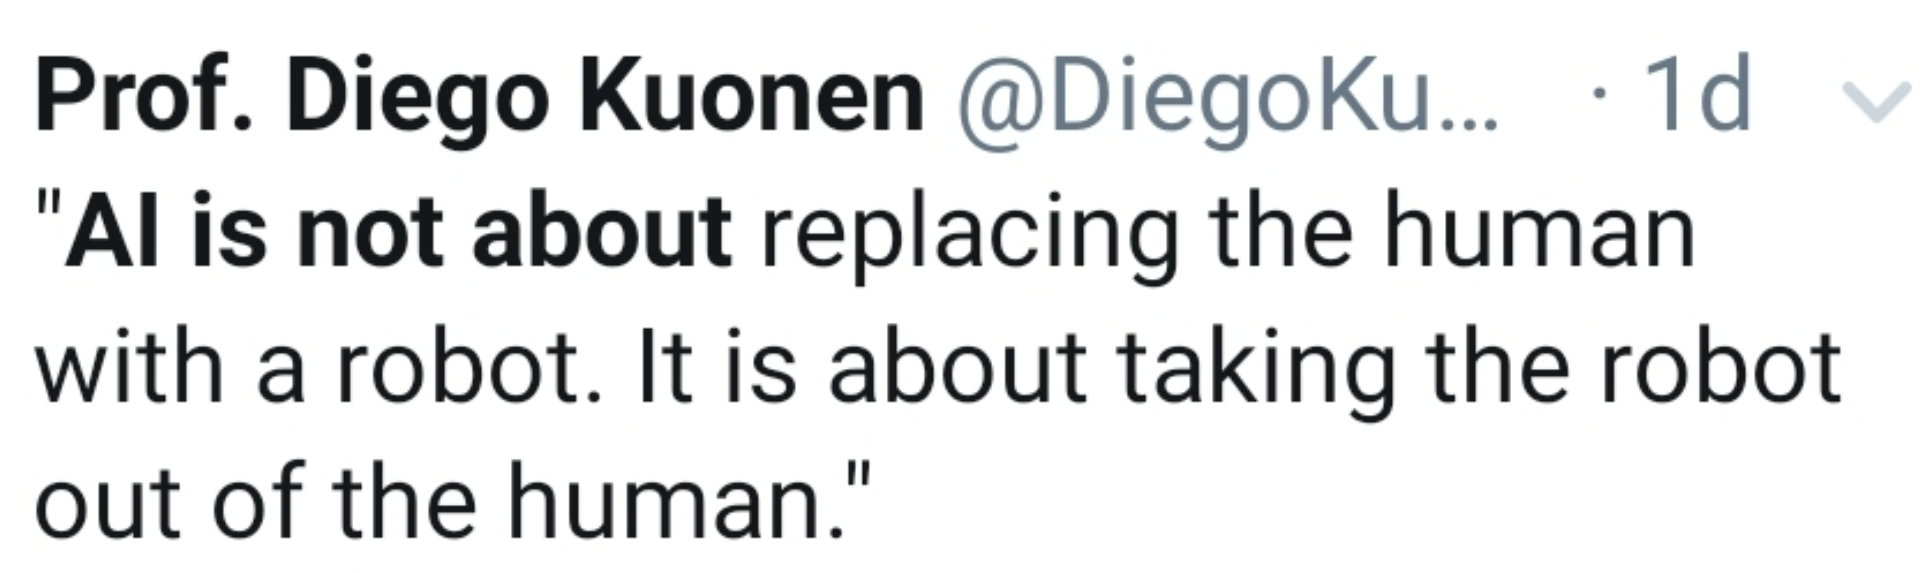 Prof. Diego Kuonen @DiegoKu... · 1d
"AI is not about replacing the human
with a robot. It is about taking the robot
out of the human."